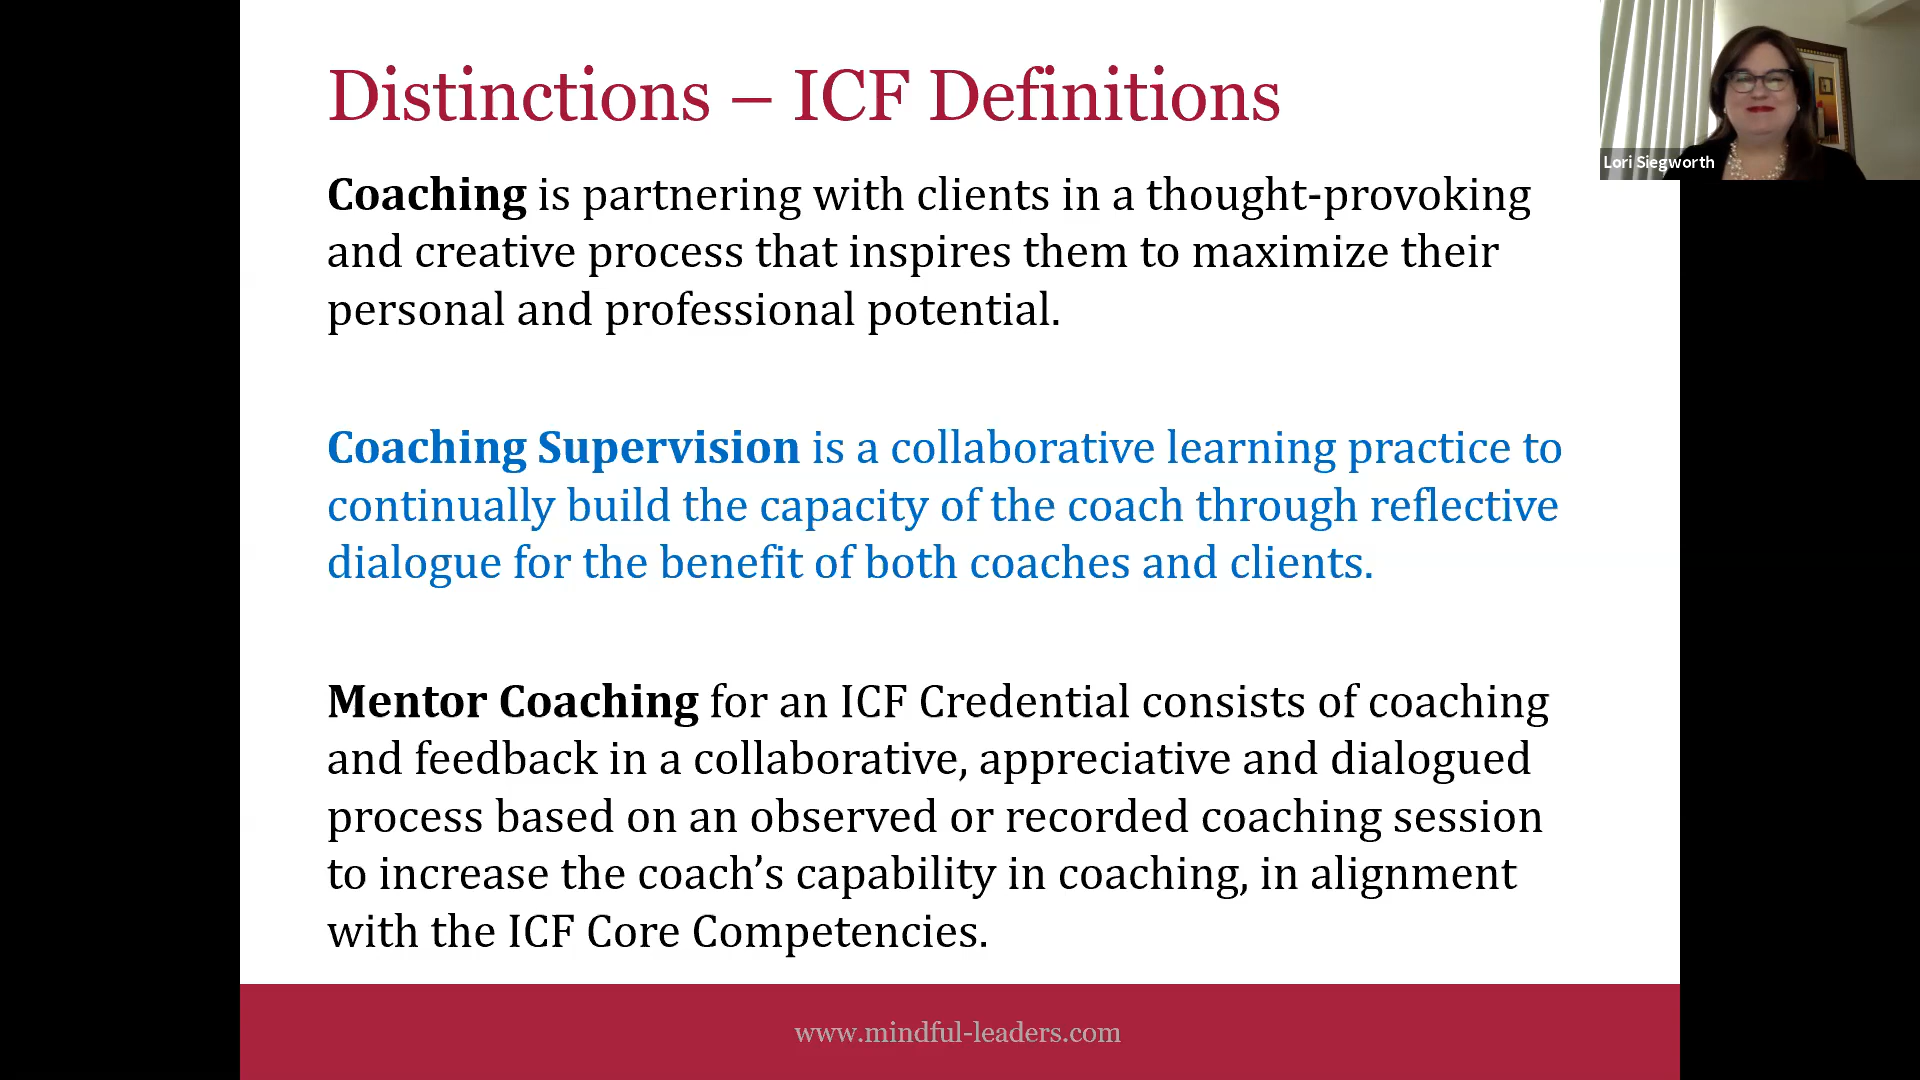 Distinctions – ICF Definitions
Lori Siegworth
Coaching is partnering with clients in a thought-provoking
and creative process that inspires them to maximize their
personal and professional potential.
Coaching Supervision is a collaborative learning practice to
continually build the capacity of the coach through reflective
dialogue for the benefit of both coaches and clients.
Mentor Coaching for an ICF Credential consists of coaching
and feedback in a collaborative, appreciative and dialogued
process based on an observed or recorded coaching session
to increase the coach’s capability in coaching, in alignment
with the ICF Core Competencies.
www.mindful-leaders.com